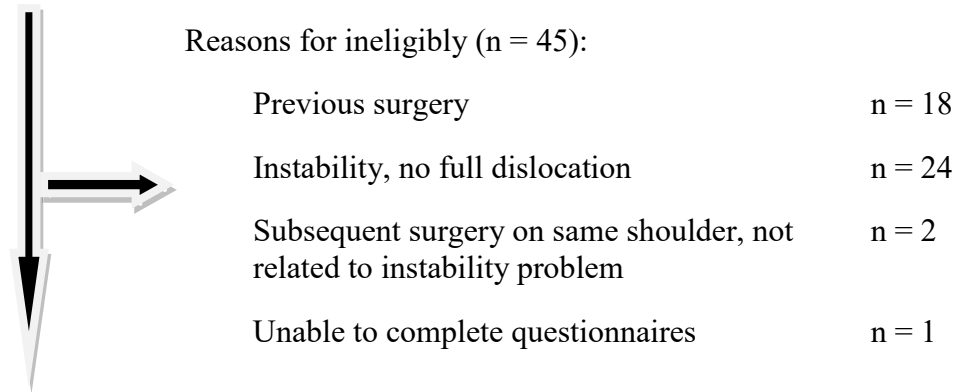 Reasons for ineligibly (n = 45):
Previous surgery n = 18
Instability, no full dislocation n = 24
Subsequent surgery on same shoulder, not n = 2
related to instability problem
Unable to complete questionnaires n = 1